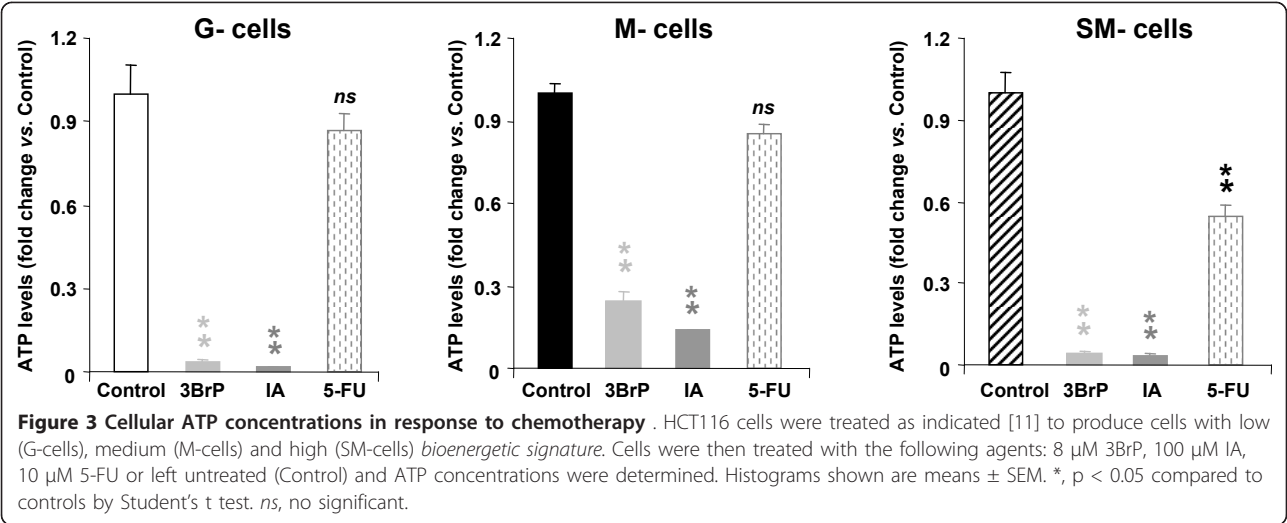 G- cells
M- cells
SM- cells
ATP levels (fold change vs. Control)
1.2
0.9
0.6
0.3
0
*
*
*
*
ns
Control 3BrP IA 5-FU
ATP levels (fold change vs. Control)
1.2
0.9
0.6
0.3
0
*
*
*
*
ns
Control 3BrP IA 5-FU
ATP levels (fold change vs. Control)
1.2
0.9
0.6
0.3
0
*
*
*
*
*
*
Control 3BrP IA 5-FU
Figure 3 Cellular ATP concentrations in response to chemotherapy . HCT116 cells were treated as indicated [11] to produce cells with low
(G-cells), medium (M-cells) and high (SM-cells) bioenergetic signature. Cells were then treated with the following agents: 8 μM 3BrP, 100 μM IA,
10 μM 5-FU or left untreated (Control) and ATP concentrations were determined. Histograms shown are means ± SEM. *, p < 0.05 compared to
controls by Student's t test. ns, no significant.